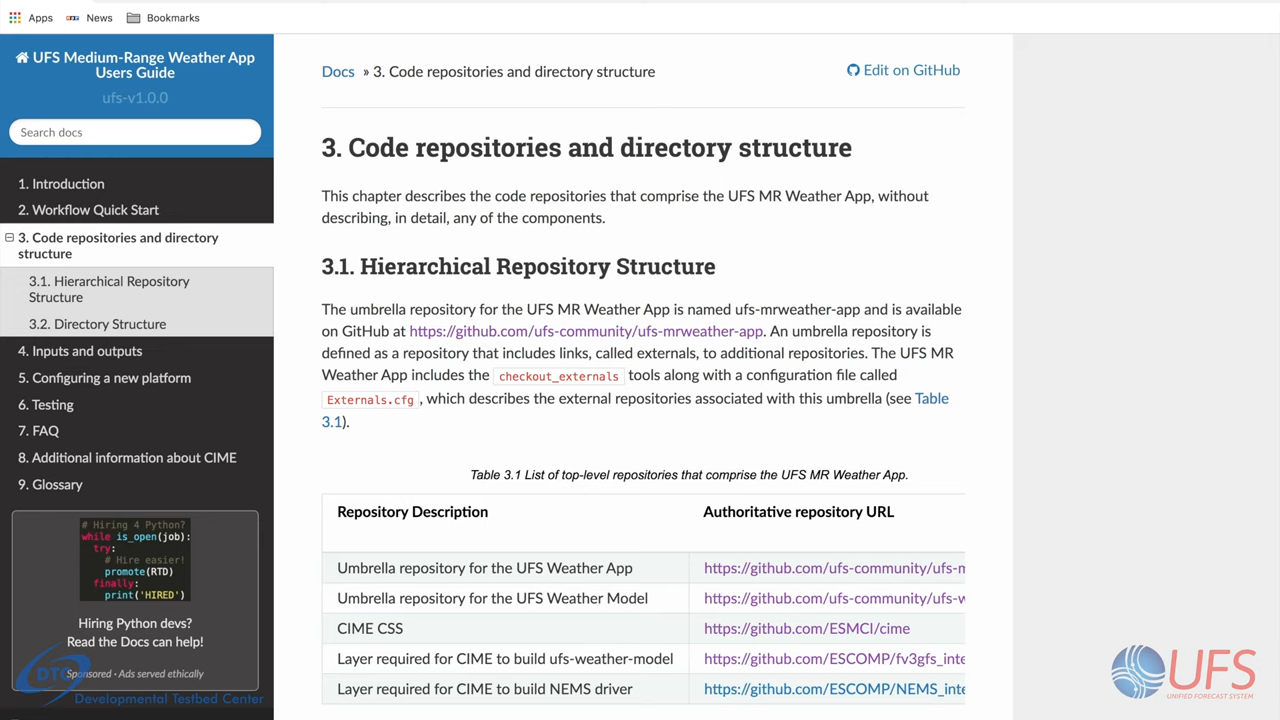 Apps News Bookmarks
UFS Medium-Range Weather App
Users Guide
ufs-v1.0.0
Search docs
1. Introduction
2. Workflow Quick Start
3. Code repositories and directory
structure
3.1. Hierarchical Repository
Structure
3.2. Directory Structure
4. Inputs and outputs
5. Configuring a new platform
6. Testing
7. FAQ
8. Additional information about CIME
9. Glossary
# Hiring 4 Python?
while is_open(job):
try:
# Hire easier!
promote(RTD)
finally:
print('HIRED')
Hiring Python devs?
Read the Docs can help!
Sponsored · Ads served ethically
DTC
Developmental Testbed Center
Docs » 3. Code repositories and directory structure
Edit on GitHub
3. Code repositories and directory structure
This chapter describes the code repositories that comprise the UFS MR Weather App, without
describing, in detail, any of the components.
3.1. Hierarchical Repository Structure
The umbrella repository for the UFS MR Weather App is named ufs-mrweather-app and is available
on GitHub at https://github.com/ufs-community/ufs-mrweather-app. An umbrella repository is
defined as a repository that includes links, called externals, to additional repositories. The UFS MR
Weather App includes the checkout_externals tools along with a configuration file called
Externals.cfg , which describes the external repositories associated with this umbrella (see Table
3.1).
Table 3.1 List of top-level repositories that comprise the UFS MR Weather App.
Repository Description Authoritative repository URL
Umbrella repository for the UFS Weather App https://github.com/ufs-community/ufs-m
Umbrella repository for the UFS Weather Model https://github.com/ufs-community/ufs-w
CIME CSS https://github.com/ESMCI/cime
Layer required for CIME to build ufs-weather-model https://github.com/ESCOMP/fv3gfs_inte
Layer required for CIME to build NEMS driver https://github.com/ESCOMP/NEMS_inte
UFS
UNIFIED FORECAST SYSTEM